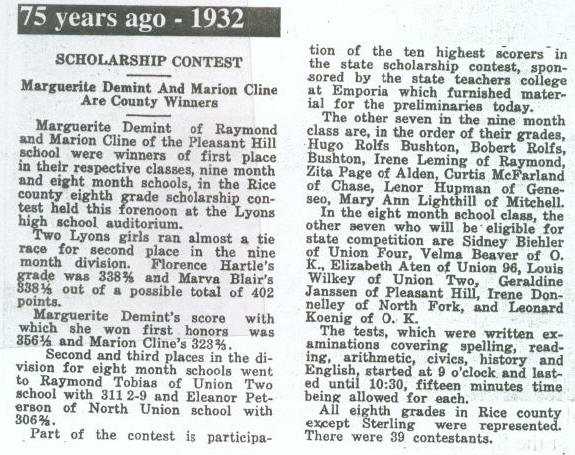 75 years ago - 1932
SCHOLARSHIP CONTEST
Marguerite Demint And Marion Cline
Are County Winners
Marguerite Demint of Raymond
and Marion Cline of the Pleasant Hill
school were winners of first place
in their respective classes, nine month
and eight month schools, in the Rice
county eighth grade scholarship con-
test held this forenoon at the Lyons
high school auditorium.
Two Lyons girls ran almost a tie
race for second place in the nine
month division. Florence Hartle's
grade was and Marva Blair's
out of a possible total of 402
points.
Marguerite Demint's score with
which she won first honors was
and Marion Cline's
Second and third places in the di-
vision for eight month schools went
to Raymond Tobias of Union Two
school with 311 2-9 and Eleanor Pet-
erson of North Union school with
Part of the contest is participa-
tion of the ten highest scorers in
the state scholarship contest, spon-
sored by the state teachers college
at Emporia which furnished mater-
ial for the preliminaries today.
The other seven in the nine month
class are, in the order of their grades,
Hugo Rolfs Bushton, Bobert Rolfs,
Bushton, Irene Leming of Raymond,
Zita Page of Alden, Curtis McFarland
of Chase, Lenor Hupman of Gene-
seo, Mary Ann Lighthill of Mitchell.
In the eight month school class, the
other seven who will be eligible for
state competition are Sidney Biehler
of Union Four, Velma Beaver of O.
K., Elizabeth Aten of Union 96, Louis
Wilkey of Union Two, Geraldine
Janssen of Pleasant Hill, Irene Don-
nelley of North Fork, and Leonard
Koenig of O. K.
The tests, which were written ex-
aminations covering spelling, read-
ing, arithmetic, civics, history and
English, started at 9 o'clock and last-
ed until 10:30, fifteen minutes time
being allowed for each.
All eighth grades in Rice county
except Sterling were represented.
There were 39 contestants.